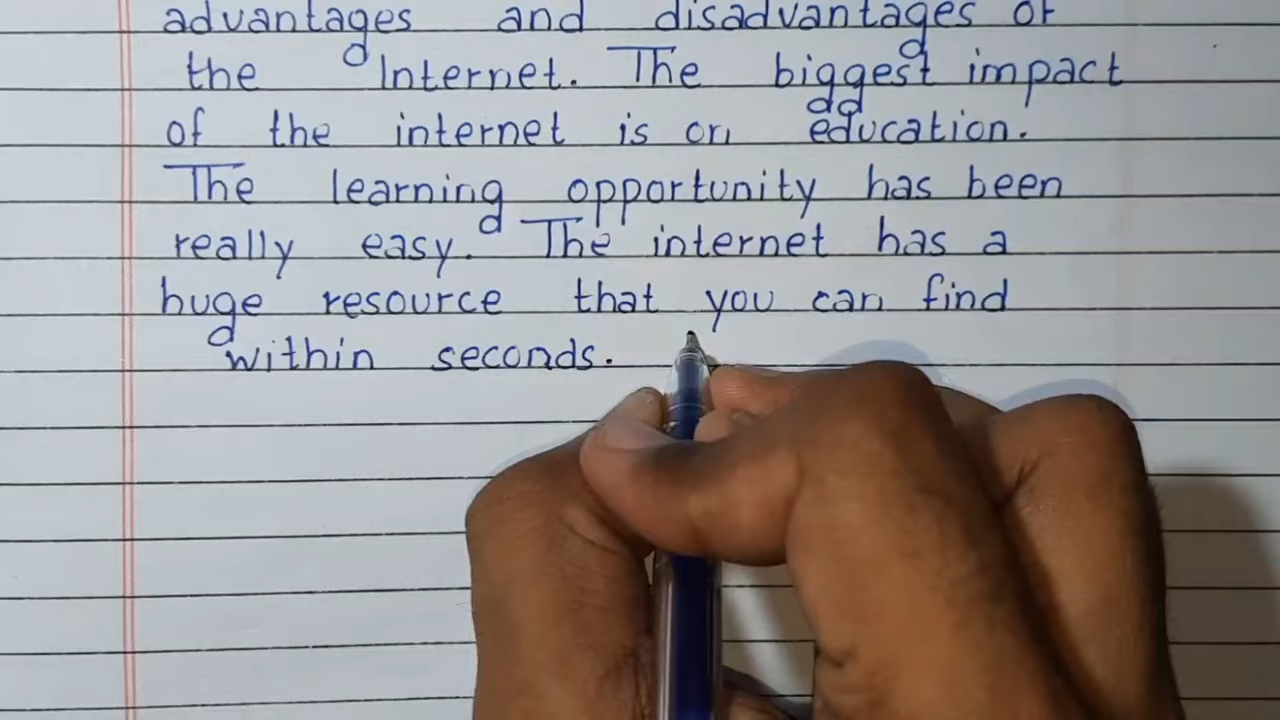 advantages and disadvantages of
the Internet. The biggest impact
of the internet is on education.
The learning opportunity has been
really easy. The internet has a
huge resource that you can find
within seconds.